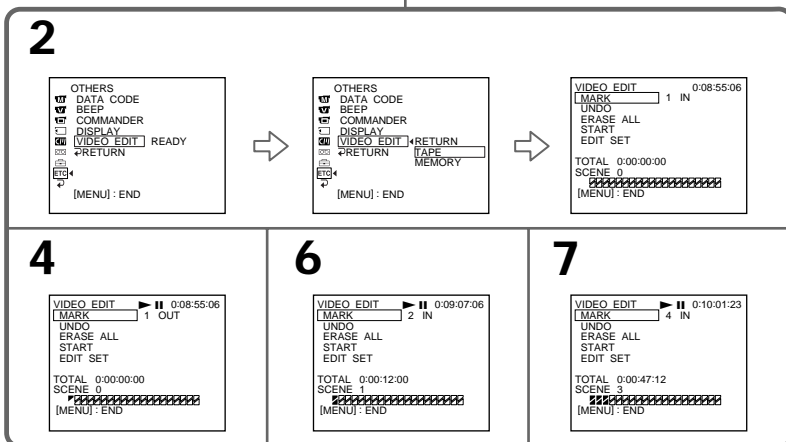 2
OTHERS
DATA CODE
BEEP
COMMANDER
DISPLAY
VIDEO EDIT READY
RETURN
ETC
[MENU] : END
OTHERS
DATA CODE
BEEP
COMMANDER
DISPLAY
VIDEO EDIT RETURN
RETURN TAPE
MEMORY
ETC
[MENU] : END
VIDEO EDIT 0:08:55:06
MARK 1 IN
UNDO
ERASE ALL
START
EDIT SET
TOTAL 0:00:00:00
SCENE 0
[MENU] : END
4
VIDEO EDIT 0:08:55:06
MARK 1 OUT
UNDO
ERASE ALL
START
EDIT SET
TOTAL 0:00:00:00
SCENE 0
[MENU] : END
6
VIDEO EDIT 0:09:07:06
MARK 2 IN
UNDO
ERASE ALL
START
EDIT SET
TOTAL 0:00:12:00
SCENE 1
[MENU] : END
7
VIDEO EDIT 0:10:01:23
MARK 4 IN
UNDO
ERASE ALL
START
EDIT SET
TOTAL 0:00:47:12
SCENE 3
[MENU] : END